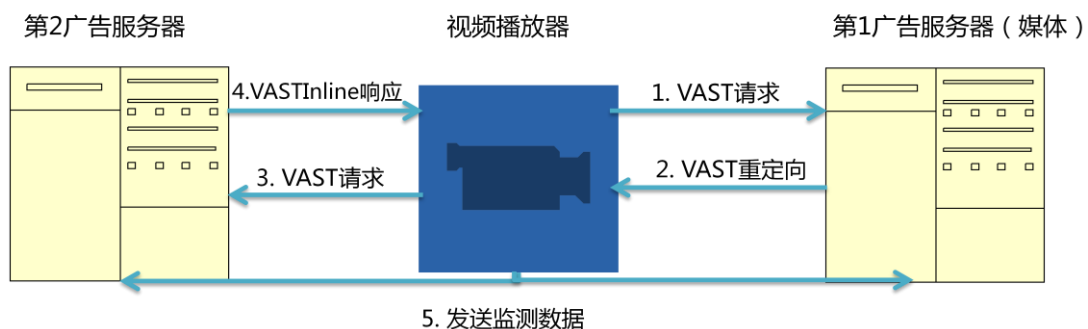 第2广告服务器
视频播放器
第1广告服务器（媒体）
4.VASTInline响应
1. VAST请求
3. VAST请求
2. VAST重定向
5. 发送监测数据